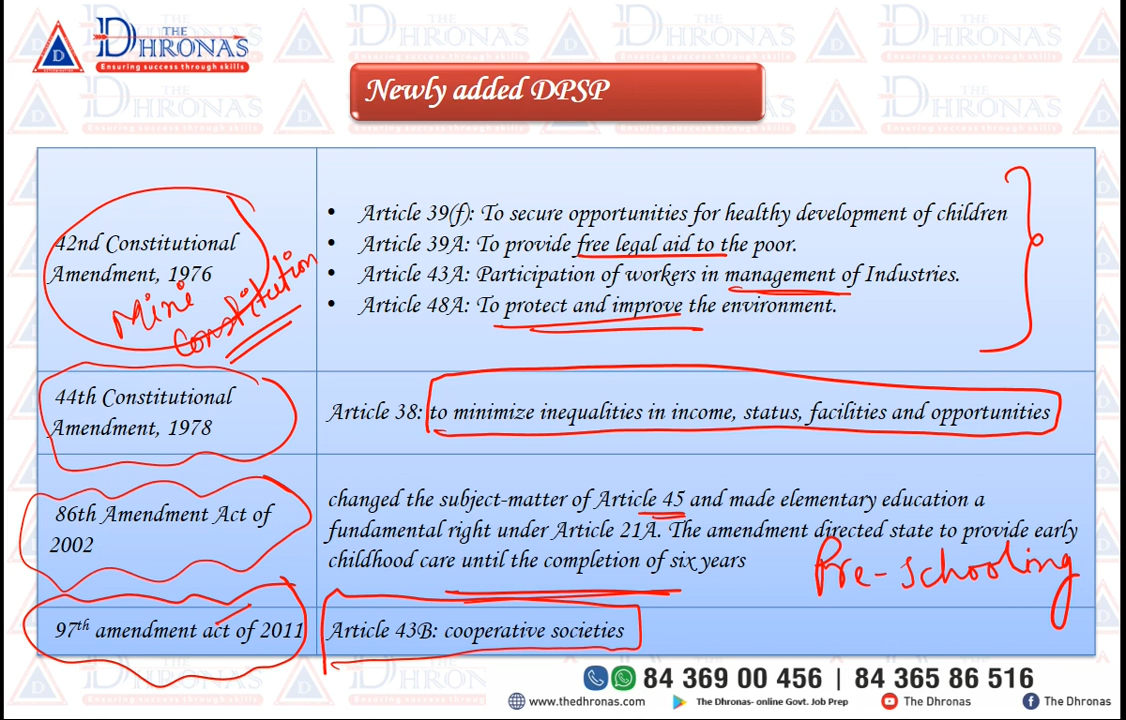 THE
DHRONAS
Ensuring success through skills
Newly added DPSP
42nd Constitutional
Amendment, 1976
Mini
Constitution
• Article 39(f): To secure opportunities for healthy development of children
• Article 39A: To provide free legal aid to the poor.
• Article 43A: Participation of workers in management of Industries.
• Article 48A: To protect and improve the environment.
44th Constitutional
Amendment, 1978
Article 38: to minimize inequalities in income, status, facilities and opportunities
86th Amendment Act of
2002
changed the subject-matter of Article 45 and made elementary education a
fundamental right under Article 21A. The amendment directed state to provide early
childhood care until the completion of six years
Pre-schooling
97th amendment act of 2011
Article 43B: cooperative societies
84 369 00 456 | 84 365 86 516
www.thedhronas.com
The Dhronas- online Govt. Job Prep
The Dhronas
The Dhronas